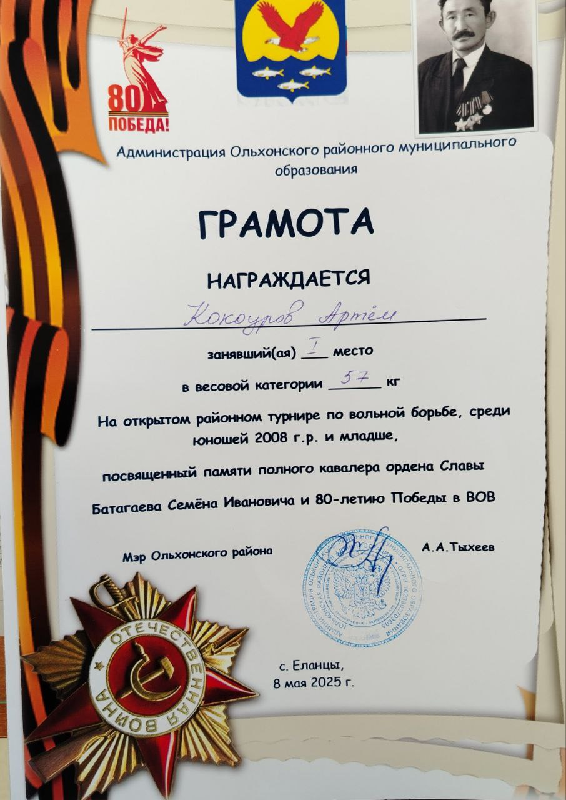 80
ПОБЕДА!
Администрация Ольхонского районного муниципального
образования
ГРАМОТА
НАГРАЖДАЕТСЯ
Кокоуров Артём
занявший(ая) I место
в весовой категории 57 кг
На открытом районном турнире по вольной борьбе, среди
юношей 2008 г.р. и младше,
посвященный памяти полного кавалера ордена Славы
Батагаева Семёна Ивановича и 80-летию Победы в ВОВ
Мэр Ольхонского района А.А.Тыхеев
ОТЕЧЕСТВЕННАЯ ВОЙНА
с. Еланцы,
8 мая 2025 г.